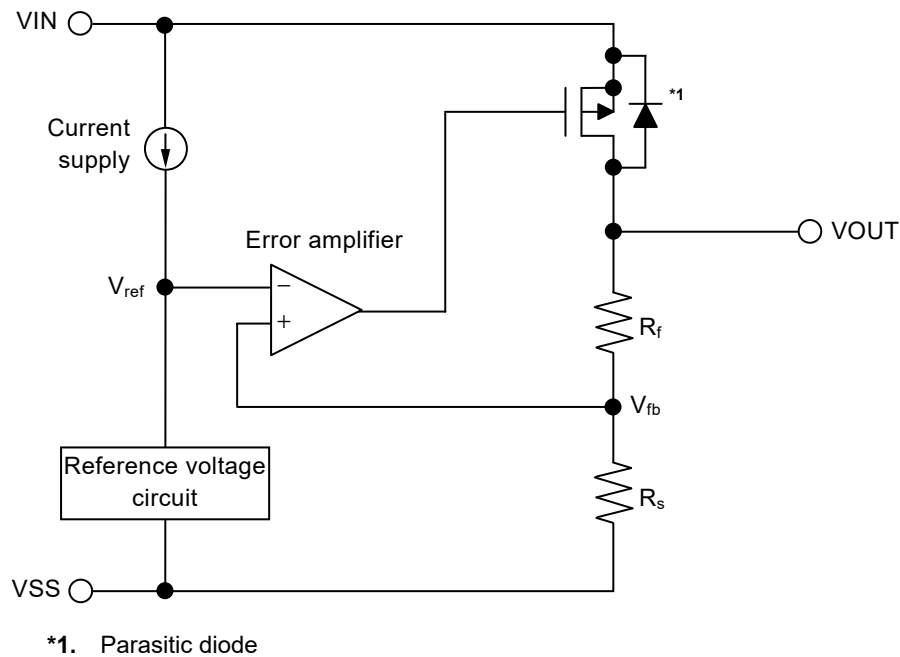 VIN
*1
Current
supply
VOUT
Error amplifier
Vref
−
+
Rf
Vfb
Reference voltage
circuit
Rs
VSS
*1. Parasitic diode